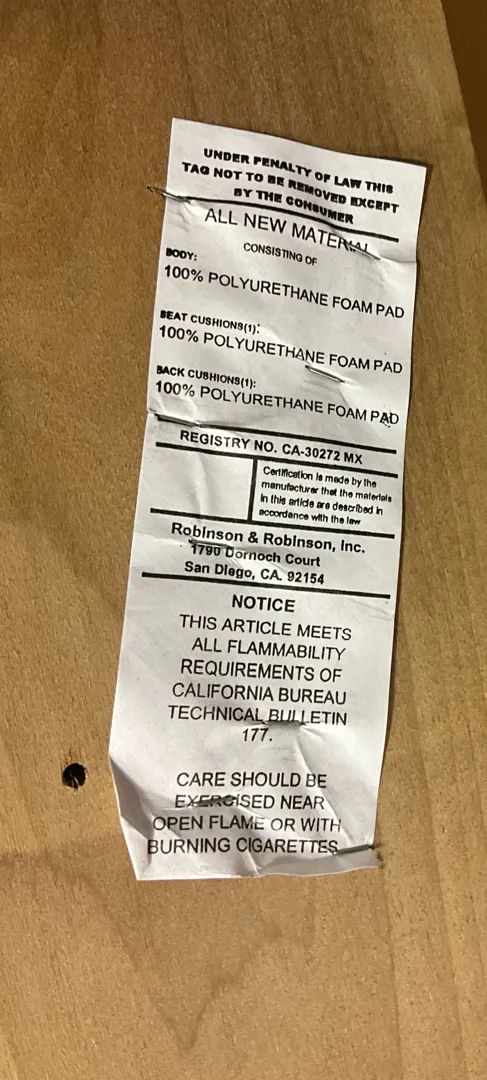 UNDER PENALTY OF LAW THIS
TAG NOT TO BE REMOVED EXCEPT
BY THE CONSUMER
ALL NEW MATERIAL
CONSISTING OF
BODY:
100% POLYURETHANE FOAM PAD
SEAT CUSHIONS(1):
100% POLYURETHANE FOAM PAD
BACK CUSHIONS(1):
100% POLYURETHANE FOAM PAD
REGISTRY NO. CA-30272 MX
Certification is made by the
manufacturer that the materials
in this article are described in
accordance with the law
Robinson & Robinson, Inc.
1790 Dornoch Court
San Diego, CA. 92154
NOTICE
THIS ARTICLE MEETS
ALL FLAMMABILITY
REQUIREMENTS OF
CALIFORNIA BUREAU
TECHNICAL BULLETIN
177.
CARE SHOULD BE
EXERCISED NEAR
OPEN FLAME OR WITH
BURNING CIGARETTES